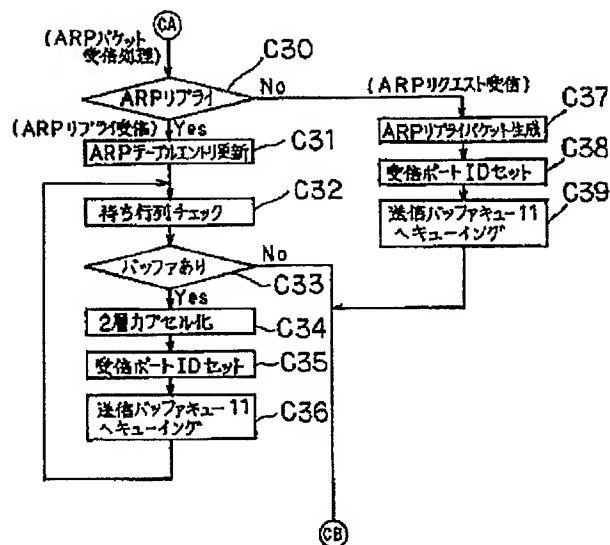 CA
(ARPパケット
受信処理)
C30
ARPリプライ
No
(ARPリクエスト受信)
(ARPリプライ受信)
Yes
C31
ARPテーブルエントリ更新
C32
待ち行列チェック
C33
バッファあり
No
Yes
C34
2層カプセル化
C35
受信ポートIDセット
C36
送信バッファキュー11
へキューイング
C37
ARPリプライパケット生成
C38
受信ポートIDセット
C39
送信バッファキュー11
へキューイング
CB